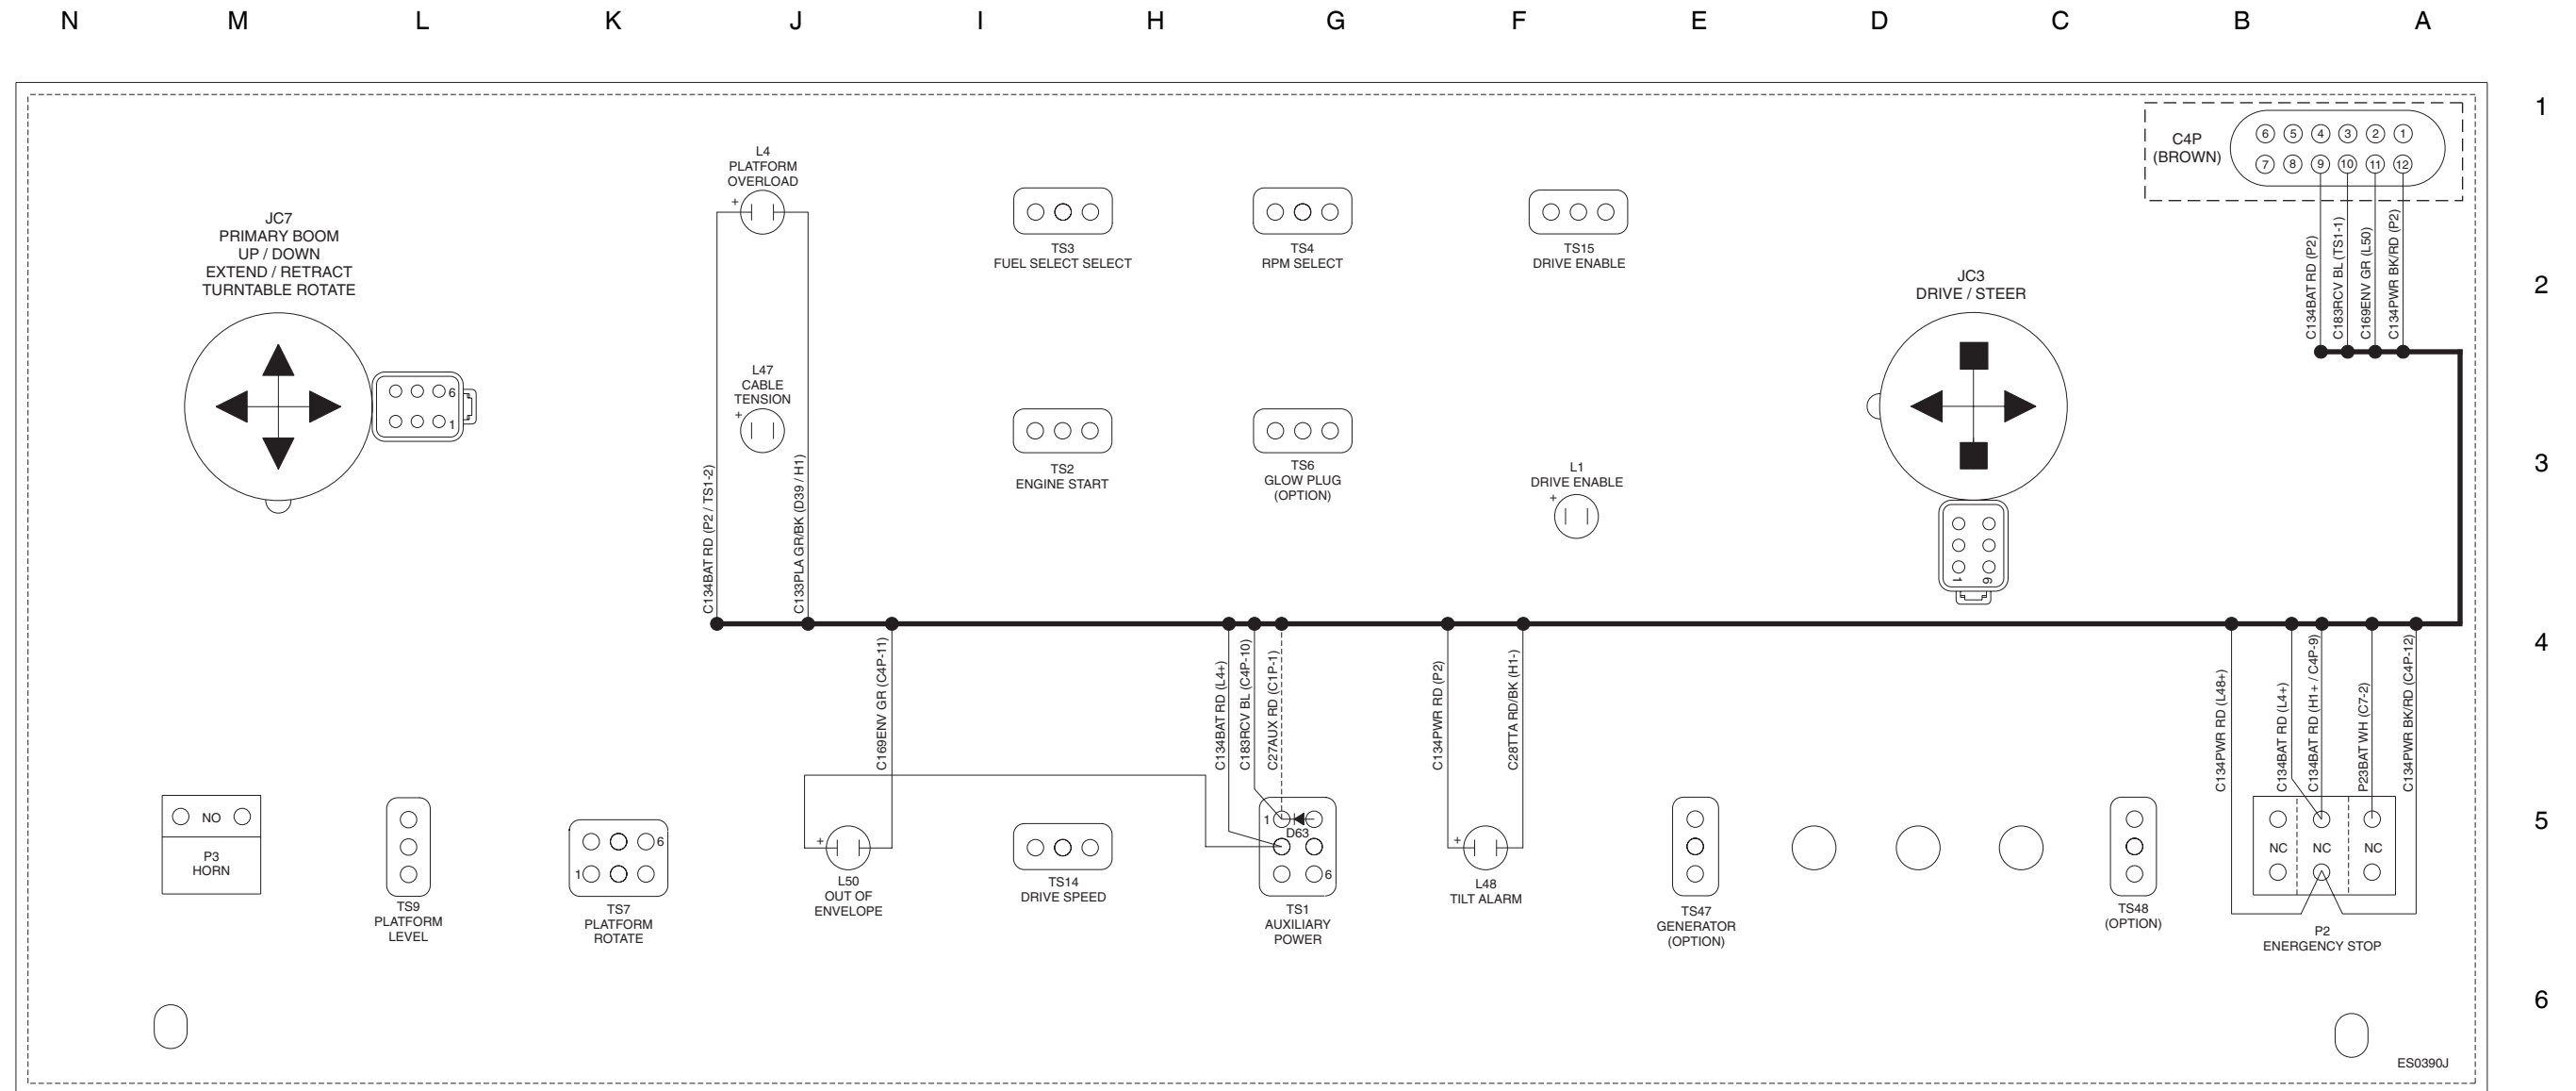 N M L K J I H G F E D C B A
1
2
3
4
5
6
C4P
(BROWN)
6 5 4 3 2 1
7 8 9 10 11 12
C134BAT RD (P2)
C183RCV BL (TS1-1)
C169ENV GR (L50)
C134PWR BK/RD (P2)
L4
PLATFORM
OVERLOAD
+
TS3
FUEL SELECT SELECT
TS4
RPM SELECT
TS15
DRIVE ENABLE
JC7
PRIMARY BOOM
UP / DOWN
EXTEND / RETRACT
TURNTABLE ROTATE
6
1
JC3
DRIVE / STEER
1 6
L47
CABLE
TENSION
+
TS2
ENGINE START
TS6
GLOW PLUG
(OPTION)
L1
DRIVE ENABLE
+
C134BAT RD (P2 / TS1-2)
C133PLA GR/BK (D39 / H1)
C169ENV GR (C4P-11)
C134BAT RD (L4+)
C183RCV BL (C4P-10)
C27AUX RD (C1P-1)
C134PWR RD (P2)
C28TTA RD/BK (H1-)
C134PWR RD (L48+)
C134BAT RD (L4+)
C134BAT RD (H1+ / C4P-9)
P23BAT WH (C7-2)
C134PWR BK/RD (C4P-12)
NO
P3
HORN
TS9
PLATFORM
LEVEL
6
1
TS7
PLATFORM
ROTATE
+
L50
OUT OF
ENVELOPE
TS14
DRIVE SPEED
1
D63
6
TS1
AUXILIARY
POWER
+
L48
TILT ALARM
TS47
GENERATOR
(OPTION)
TS48
(OPTION)
NC NC NC
P2
ENERGENCY STOP
ES0390J